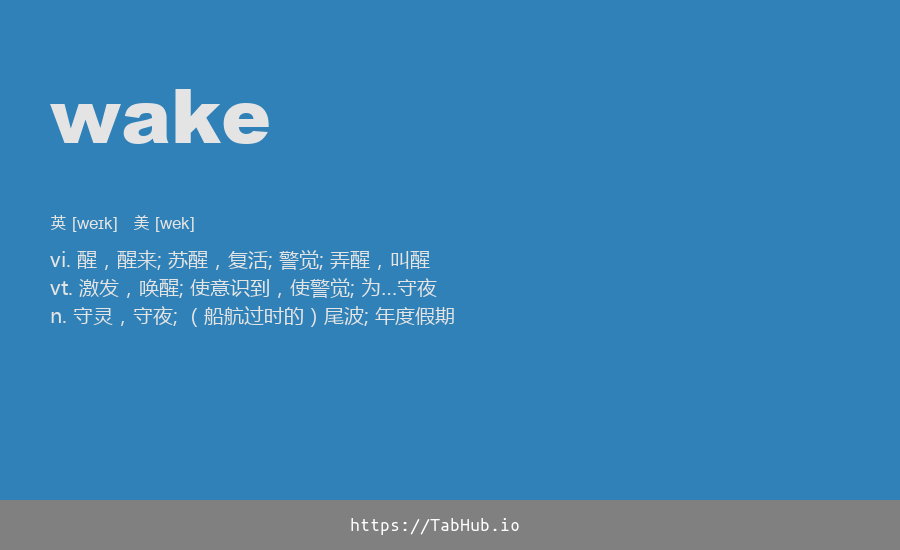 wake
英 [weɪk] 美 [wek]
vi. 醒，醒来; 苏醒，复活; 警觉; 弄醒，叫醒
vt. 激发，唤醒; 使意识到，使警觉; 为…守夜
n. 守灵，守夜; （船航过时的）尾波; 年度假期
https://TabHub.io